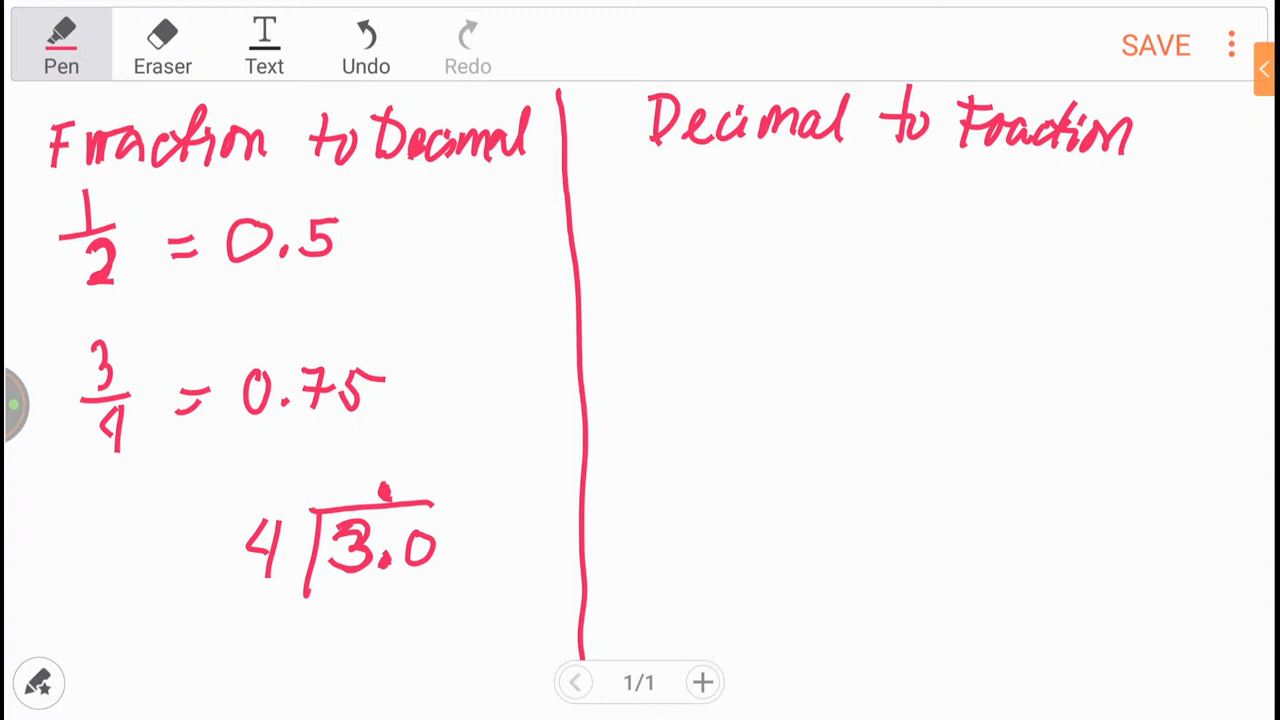 Pen Eraser Text Undo Redo SAVE
Fraction to Decimal
1/2 = 0.5
3/4 = 0.75
4 3.0
Decimal to Fraction
1/1